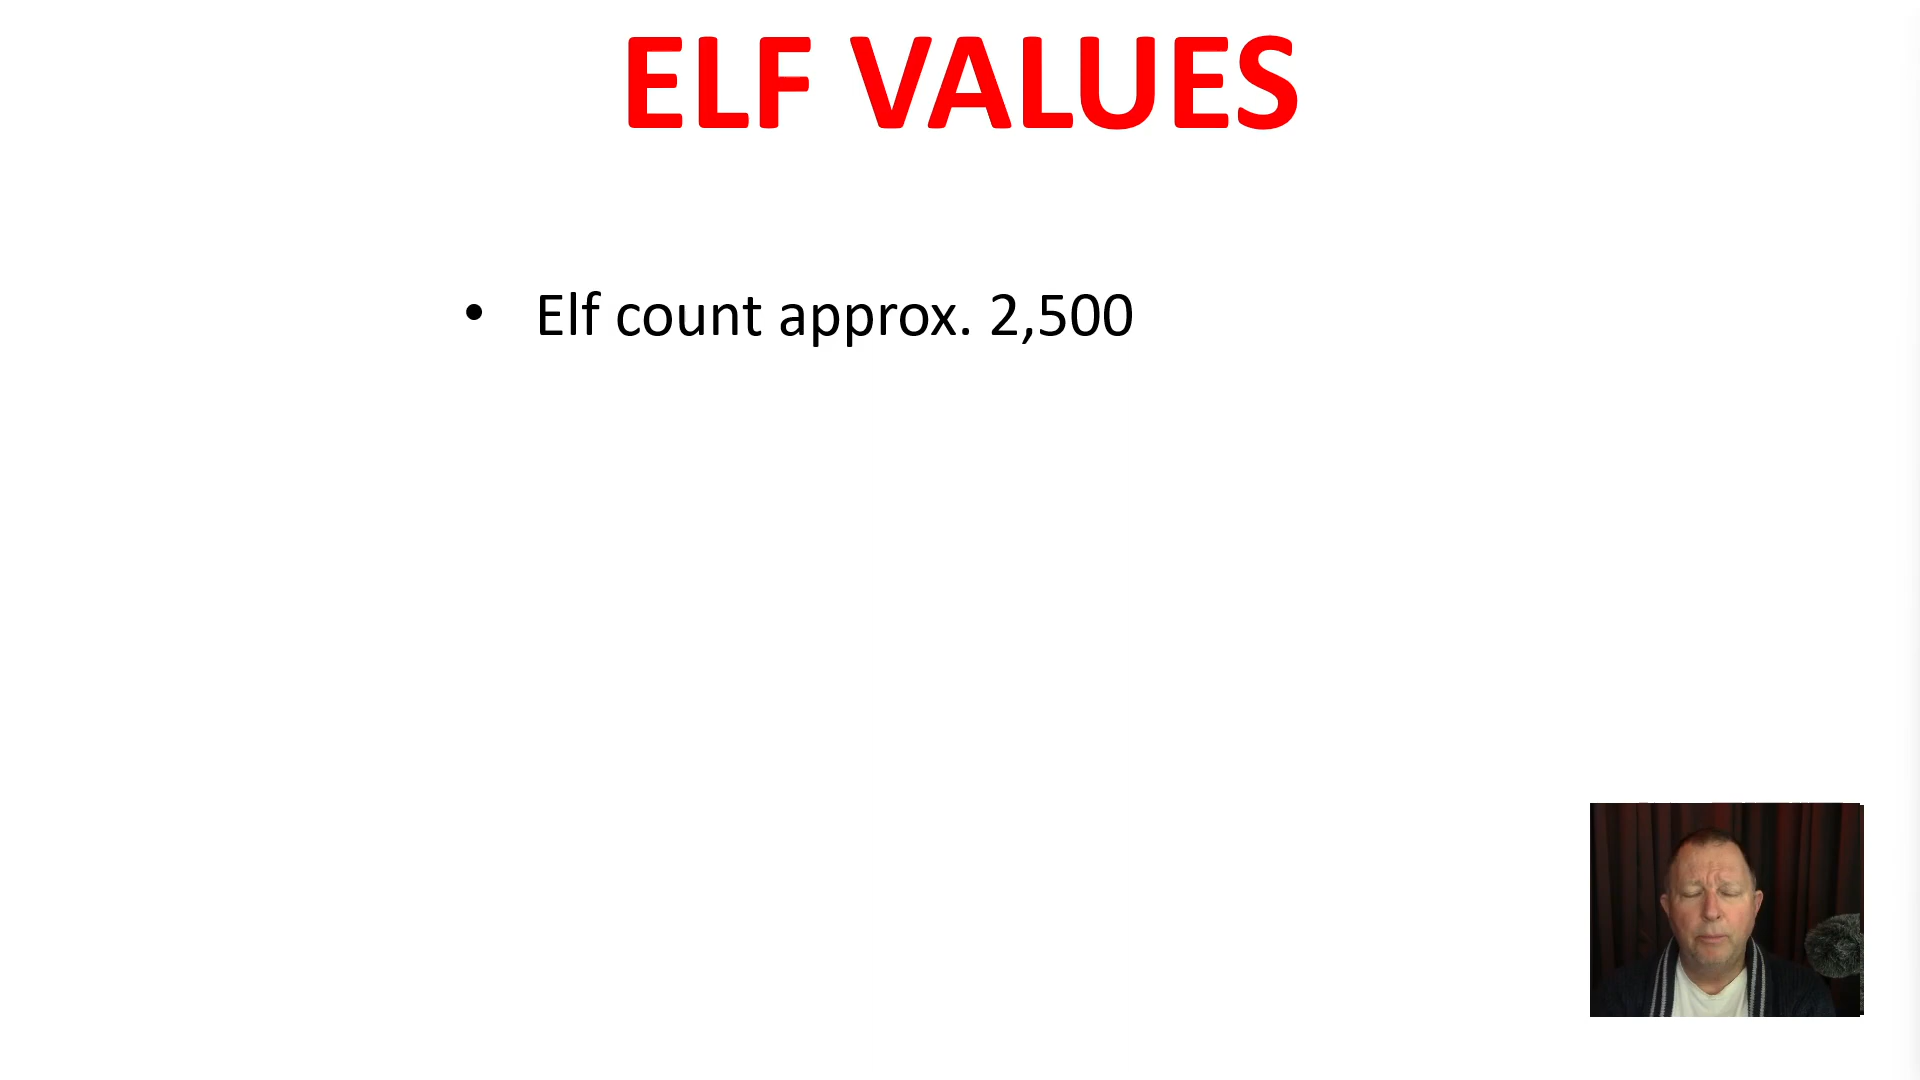 ELF VALUES
• Elf count approx. 2,500